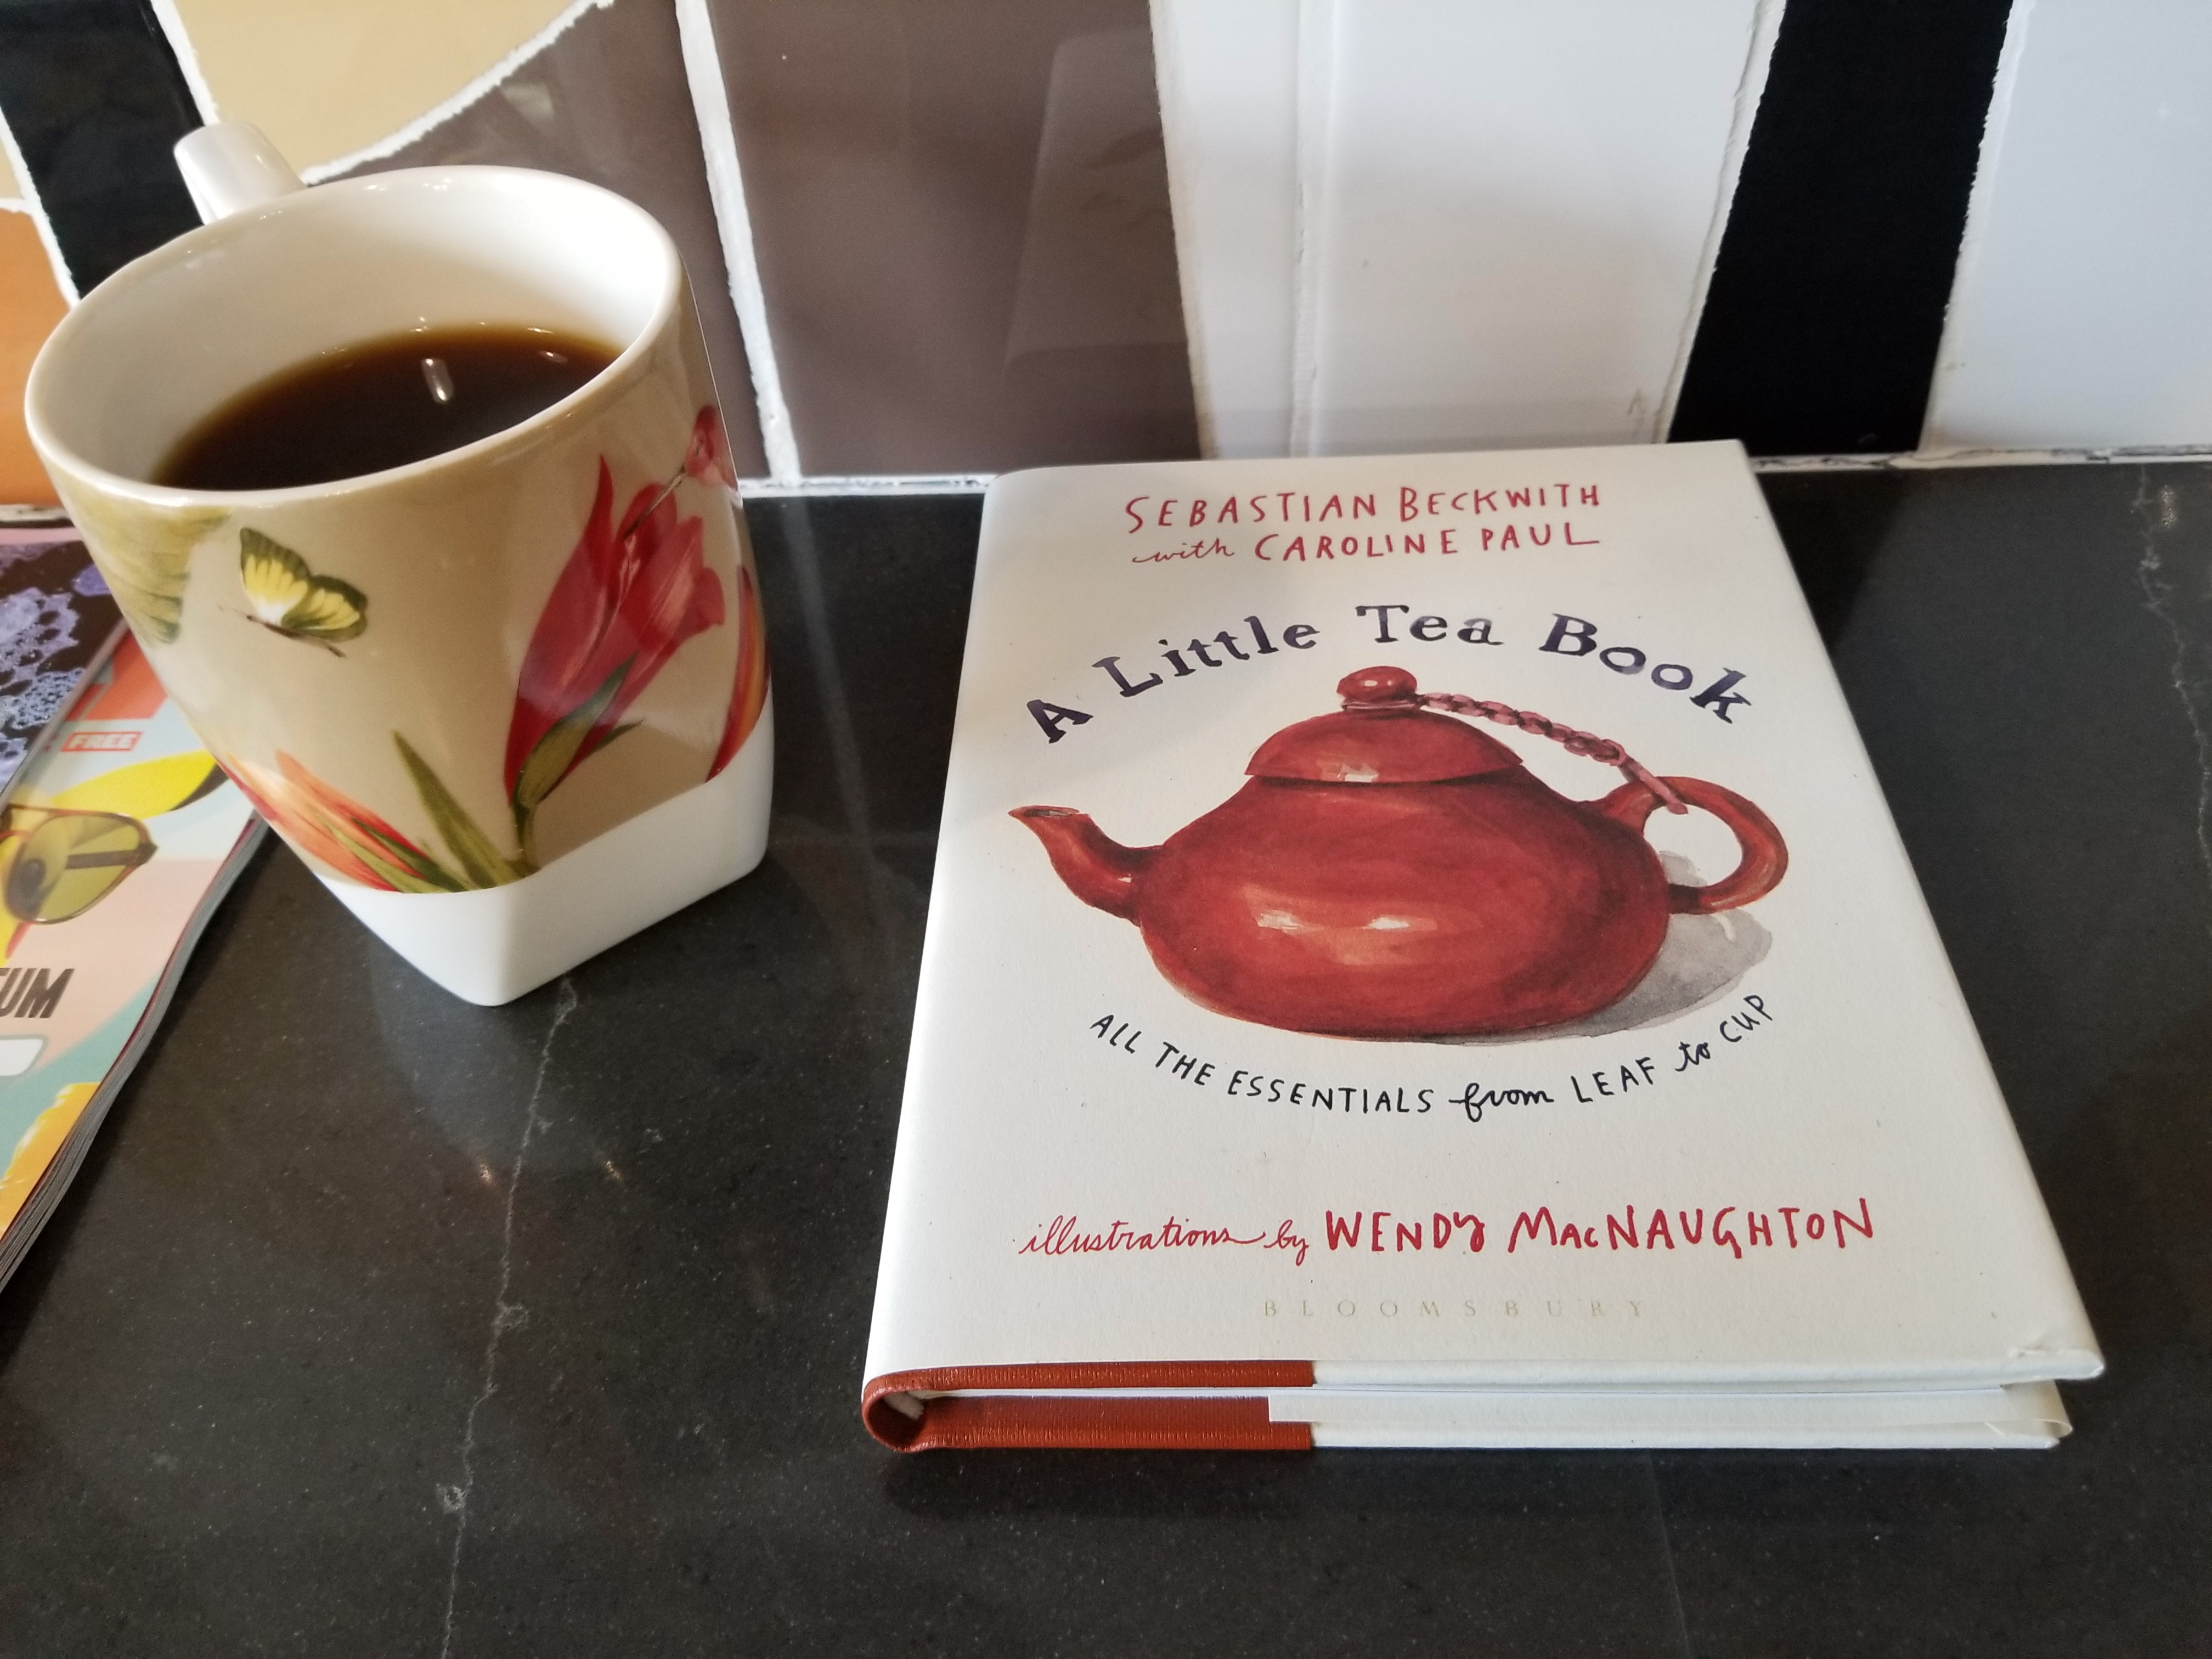 SEBASTIAN BECKWITH
with CAROLINE PAUL
A Little Tea Book
ALL THE ESSENTIALS from LEAF to CUP
illustrations by WENDY MACNAUGHTON
BLOOMSBURY
FREE